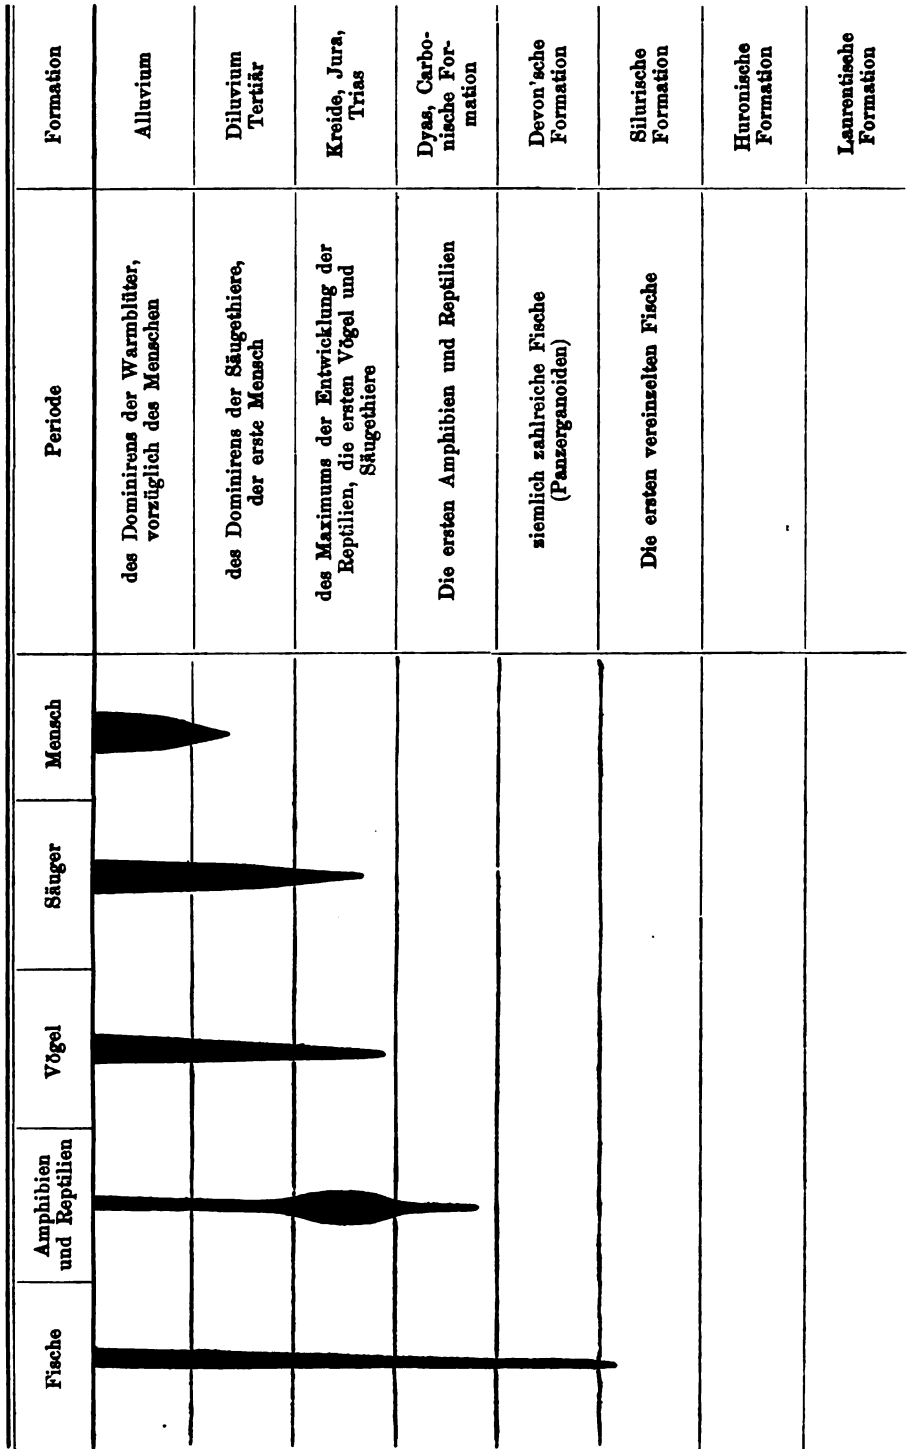 Fische
Amphibien
und Reptilien
Vögel
Säuger
Mensch
Periode
Formation
des Dominirens der Warmblüter,
vorzüglich des Menschen
Alluvium
des Dominirens der Säugethiere,
der erste Mensch
Diluvium
Tertiär
des Maximums der Entwicklung der
Reptilien, die ersten Vögel und
Säugethiere
Kreide, Jura,
Trias
Die ersten Amphibien und Reptilien
Dyas, Carbo-
nische For-
mation
ziemlich zahlreiche Fische
(Panzerganoiden)
Devon'sche
Formation
Die ersten vereinzelten Fische
Silurische
Formation
Huronische
Formation
Laurentische
Formation